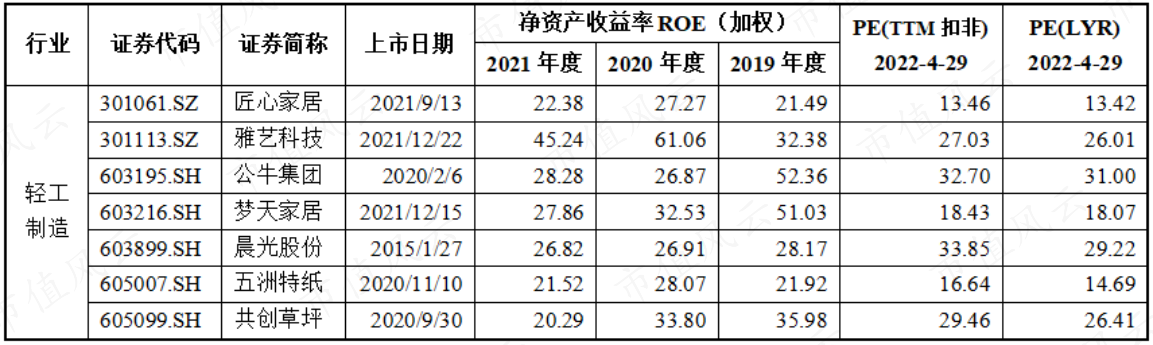 行业 证券代码 证券简称 上市日期 净资产收益率 ROE（加权） PE(TTM 扣非) 2022-4-29 PE(LYR) 2022-4-29
2021 年度 2020 年度 2019 年度
轻工制造
301061.SZ 匠心家居 2021/9/13 22.38 27.27 21.49 13.46 13.42
301113.SZ 雅艺科技 2021/12/22 45.24 61.06 32.38 27.03 26.01
603195.SH 公牛集团 2020/2/6 28.28 26.87 52.36 32.70 31.00
603216.SH 梦天家居 2021/12/15 27.86 32.53 51.03 18.43 18.07
603899.SH 晨光股份 2015/1/27 26.82 26.91 28.17 33.85 29.22
605007.SH 五洲特纸 2020/11/10 21.52 28.07 21.92 16.64 14.69
605099.SH 共创草坪 2020/9/30 20.29 33.80 35.98 29.46 26.41
市值风云